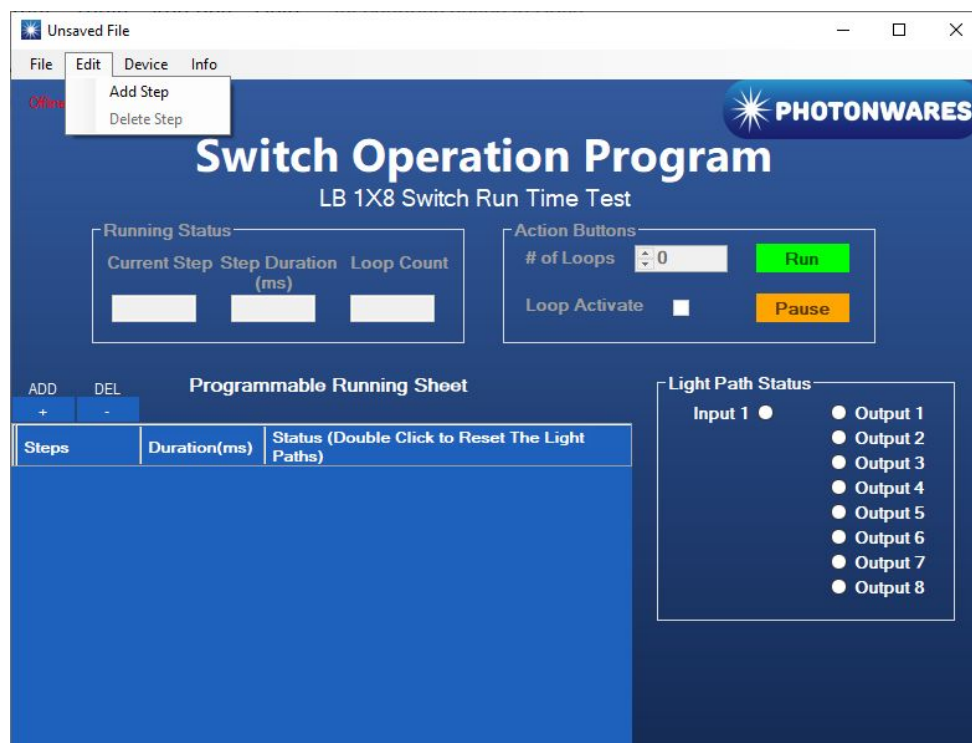 Unsaved File
File Edit Device Info
Add Step
Delete Step
PHOTONWARES
Switch Operation Program
LB 1X8 Switch Run Time Test
Running Status
Current Step Step Duration (ms) Loop Count
Action Buttons
# of Loops 0 Run
Loop Activate Pause
ADD DEL Programmable Running Sheet
+ -
Steps Duration(ms) Status (Double Click to Reset The Light
Paths)
Light Path Status
Input 1 Output 1
Output 2
Output 3
Output 4
Output 5
Output 6
Output 7
Output 8